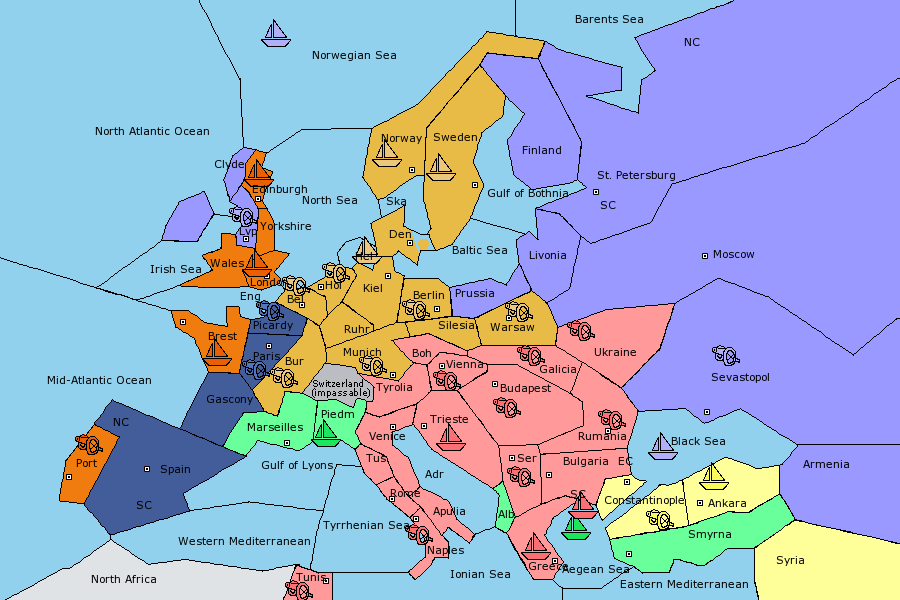 Barents Sea
NC
Norwegian Sea
North Atlantic Ocean
Norway
Sweden
Finland
Clyde
St. Petersburg
Edinburgh
North Sea
Ska
Gulf of Bothnia
SC
Yorkshire
Lvp
Den
Baltic Sea
Livonia
Moscow
Hel
Wales
Irish Sea
London
Hol
Kiel
Eng
Bel
Berlin
Prussia
Picardy
Ruhr
Silesia
Warsaw
Brest
Paris
Munich
Boh
Ukraine
Bur
Vienna
Galicia
Mid-Atlantic Ocean
Switzerland
(impassable)
Tyrolia
Budapest
Sevastopol
Gascony
NC
Marseilles
Piedm
Trieste
Venice
Rumania
Black Sea
Port
Spain
Gulf of Lyons
Tus
Ser
Bulgaria
EC
Armenia
Adr
Rome
SC
Constantinople
Ankara
SC
Apulia
Alb
Tyrrhenian Sea
Smyrna
Western Mediterranean
Naples
Greece
Aegean Sea
Syria
North Africa
Tunis
Ionian Sea
Eastern Mediterranean